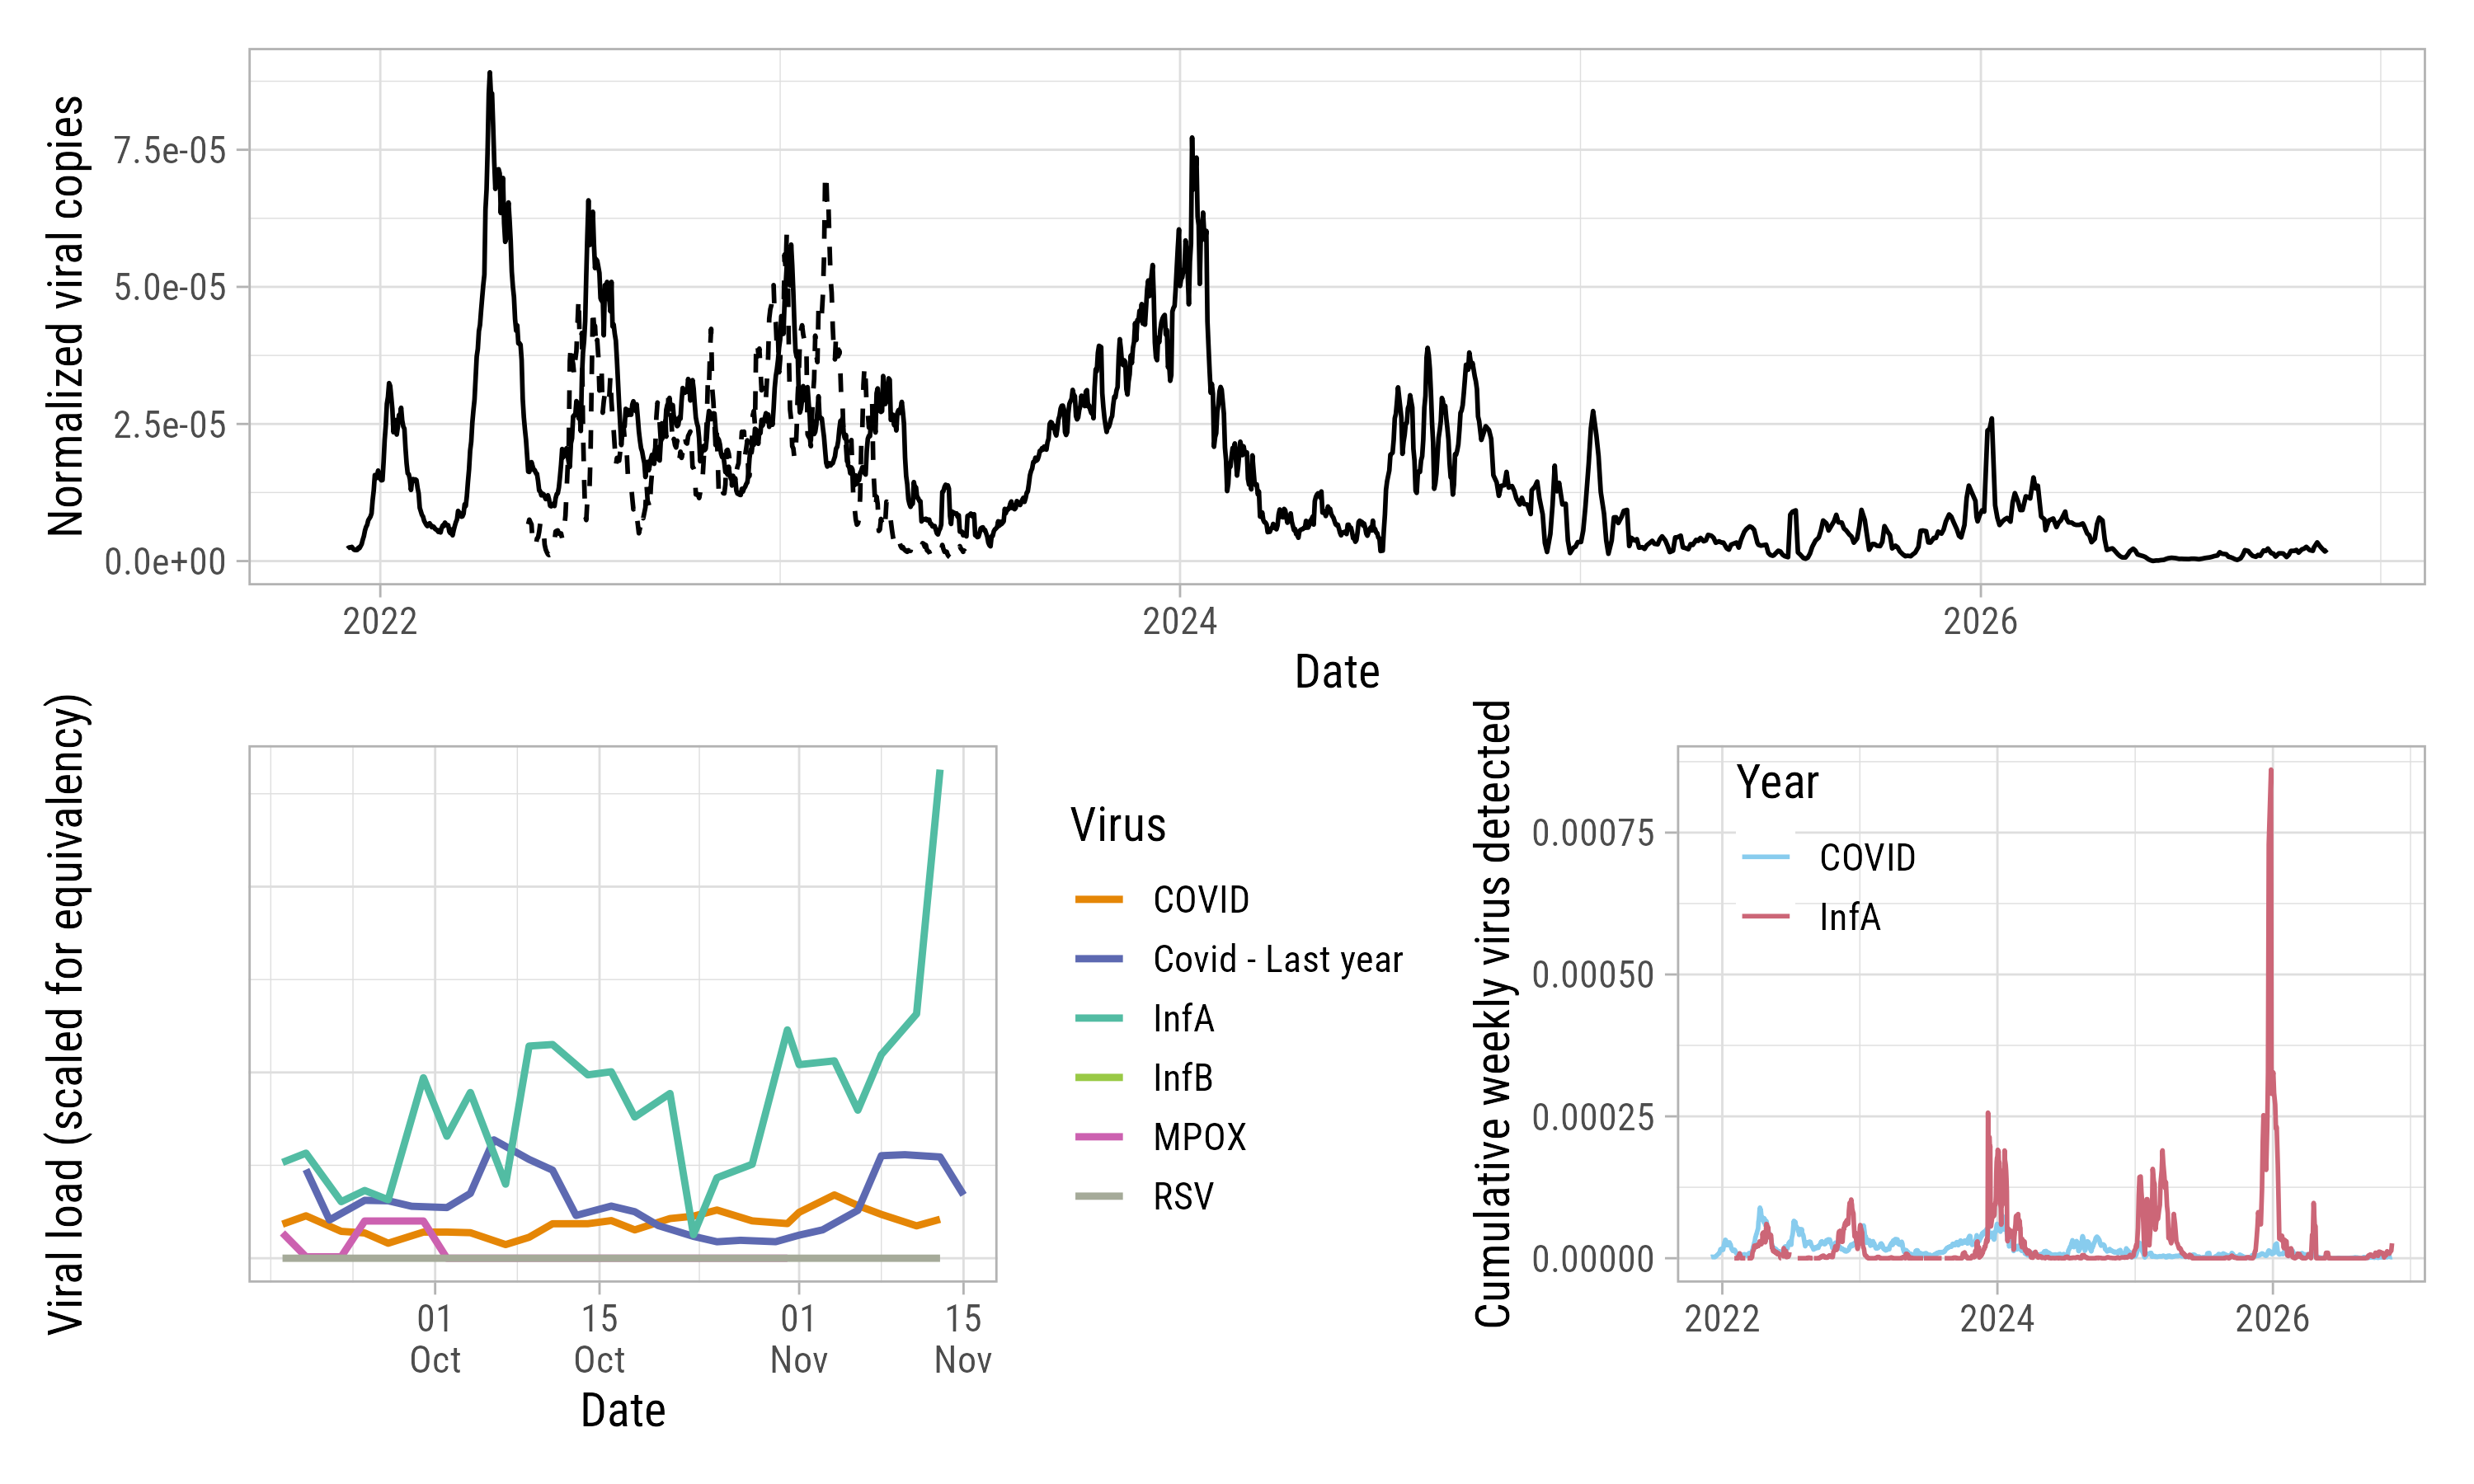 Normalized viral copies
7.5e-05
5.0e-05
2.5e-05
0.0e+00
2022
2024
2026
Date
Viral load (scaled for equivalency)
01
Oct
15
Oct
01
Nov
15
Nov
Date
Virus
COVID
Covid - Last year
InfA
InfB
MPOX
RSV
Cumulative weekly virus detected
0.00075
0.00050
0.00025
0.00000
Year
COVID
InfA
2022
2024
2026